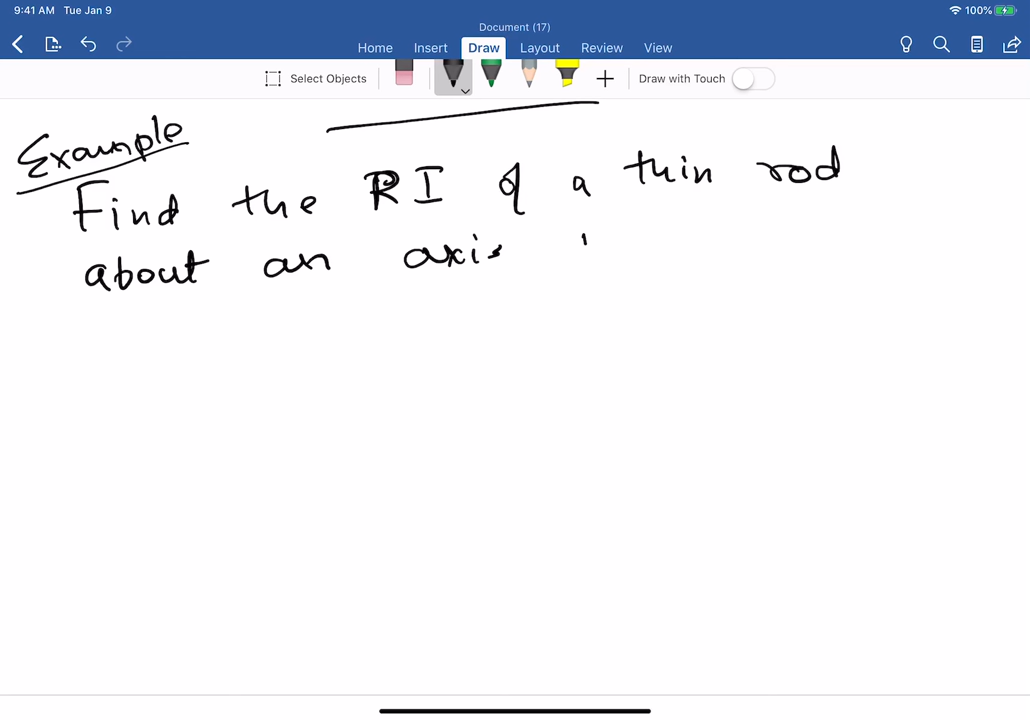 9:41 AM Tue Jan 9
100%
Document (17)
Home Insert Draw Layout Review View
Select Objects
Draw with Touch
Example
Find the RI of a thin rod
about an axis